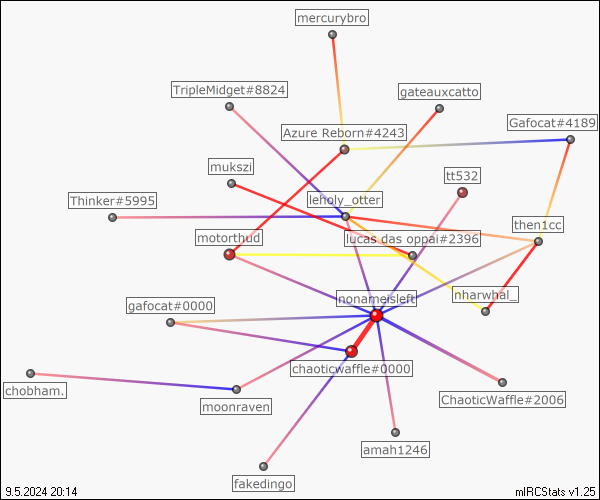 mercurybro
TripleMidget#8824
gateauxcatto
Gafocat#4189
Azure Reborn#4243
mukszi
tt532
Thinker#5995
leholy_otter
then1cc
motorthud
lucas das oppai#2396
nonameisleft
nharwhal_
gafocat#0000
chaoticwaffle#0000
chobham.
moonraven
ChaoticWaffle#2006
amah1246
fakedingo
9.5.2024 20:14
mIRCStats v1.25